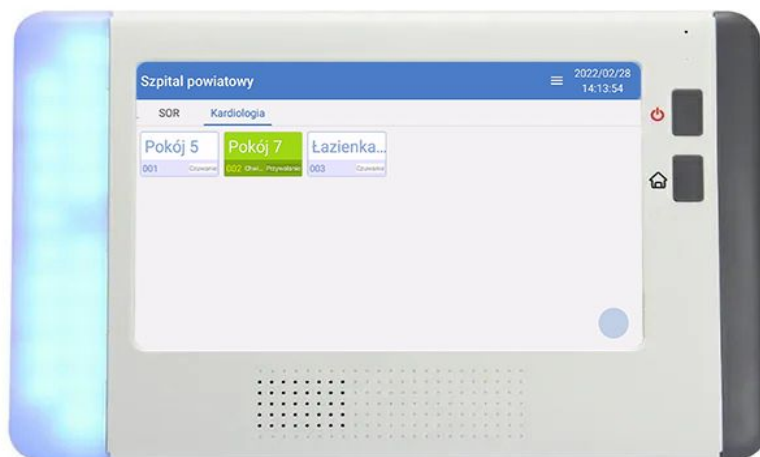 Szpital powiatowy
2022/02/28
14:13:54
SOR Kardiologia
Pokój 5
001 Czuwanie
Pokój 7
002 Chwi... Przywołanie
Łazienka...
003 Czuwanie